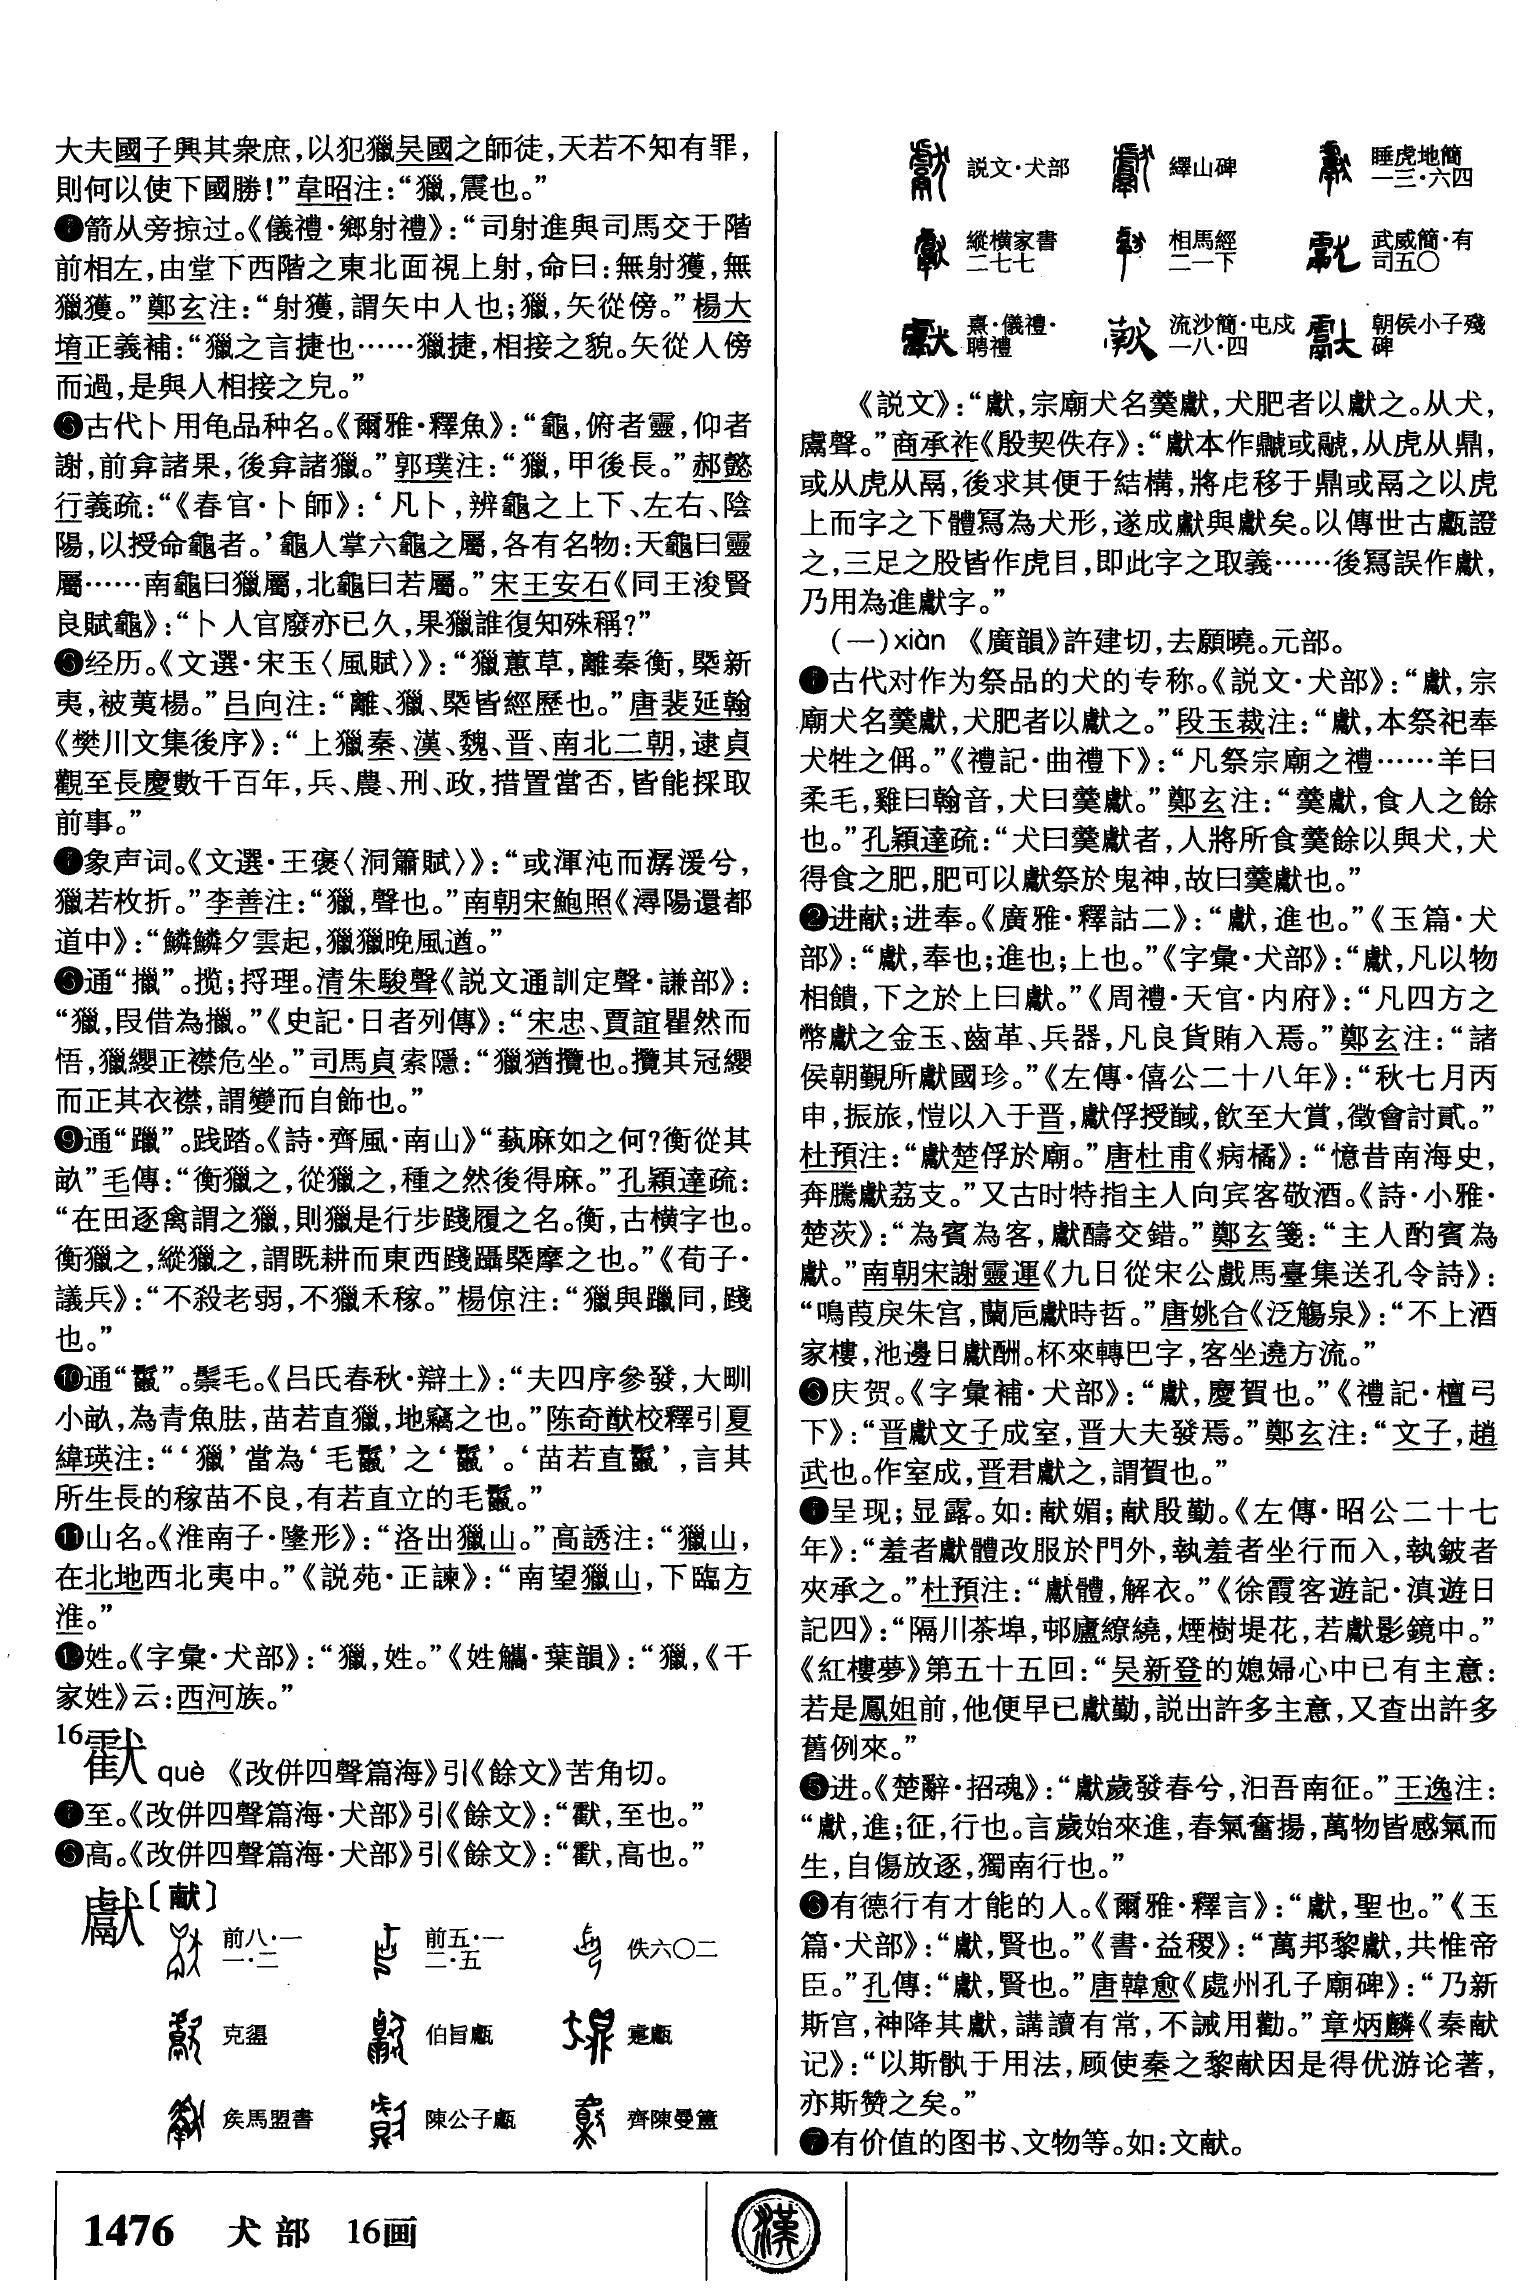 大夫國子興其衆庶，以犯獵吴國之師徒，天若不知有罪，
則何以使下國勝！”韋昭注：“獵，震也。”
❹箭从旁掠过。《儀禮·鄉射禮》：“司射進與司馬交于階
前相左，由堂下西階之東北面視上射，命曰：無射獲，無
獵獲。”鄭玄注：“射獲，謂矢中人也；獵，矢從傍。”楊大
堉正義補：“獵之言捷也……獵捷，相接之貌。矢從人傍
而過，是與人相接之皃。”
❺古代卜用龟品种名。《爾雅·釋魚》：“龜，俯者靈，仰者
謝，前弇諸果，後弇諸獵。”郭璞注：“獵，甲後長。”郝懿
行義疏：“《春官·卜師》：‘凡卜，辨龜之上下、左右、陰
陽，以授命龜者。’龜人掌六龜之屬，各有名物：天龜曰靈
屬……南龜曰獵屬，北龜曰若屬。”宋王安石《同王浚賢
良賦龜》：“卜人官廢亦已久，果獵誰復知殊稱？”
❻经历。《文選·宋玉〈風賦〉》：“獵蕙草，離秦衡，槩新
夷，被荑楊。”吕向注：“離、獵、槩皆經歷也。”唐裴延翰
《樊川文集後序》：“上獵秦、漢、魏、晋、南北二朝，逮貞
觀至長慶數千百年，兵、農、刑、政，措置當否，皆能採取
前事。”
❼象声词。《文選·王褒〈洞簫賦〉》：“或渾沌而潺湲兮，
獵若枚折。”李善注：“獵，聲也。”南朝宋鮑照《潯陽還都
道中》：“鱗鱗夕雲起，獵獵晚風遒。”
❽通“擸”。揽；捋理。清朱駿聲《説文通訓定聲·謙部》：
“獵，叚借為擸。”《史記·日者列傳》：“宋忠、賈誼瞿然而
悟，獵纓正襟危坐。”司馬貞索隱：“獵猶攬也。攬其冠纓
而正其衣襟，謂變而自飾也。”
❾通“躐”。践踏。《詩·齊風·南山》“蓺麻如之何？衡從其
畝”毛傳：“衡獵之，從獵之，種之然後得麻。”孔穎達疏：
“在田逐禽謂之獵，則獵是行步踐履之名。衡，古横字也。
衡獵之，縱獵之，謂既耕而東西踐躡槩摩之也。”《荀子·
議兵》：“不殺老弱，不獵禾稼。”楊倞注：“獵與躐同，踐
也。”
❿通“鬣”。鬃毛。《吕氏春秋·辯土》：“夫四序參發，大甽
小畝，為青魚胠，苗若直獵，地竊之也。”陈奇猷校釋引夏
緯瑛注：“‘獵’當為‘毛鬣’之‘鬣’。‘苗若直鬣’，言其
所生長的稼苗不良，有若直立的毛鬣。”
⓫山名。《淮南子·墬形》：“洛出獵山。”高誘注：“獵山，
在北地西北夷中。”《説苑·正諫》：“南望獵山，下臨方
淮。”
⓬姓。《字彙·犬部》：“獵，姓。”《姓觿·葉韻》：“獵，《千
家姓》云：西河族。”
16
㹤 què 《改併四聲篇海》引《餘文》苦角切。
❶至。《改併四聲篇海·犬部》引《餘文》：“㹤，至也。”
❷高。《改併四聲篇海·犬部》引《餘文》：“㹤，高也。”
獻〔献〕
前八·一一·二 前五·一二·五 佚六〇二
克盨 伯旨甗 寁甗
侯馬盟書 陳公子甗 齊陳曼簠
説文·犬部 繹山碑 睡虎地簡一三·六四
縱横家書二七七 相馬經二一下 武威簡·有司五〇
熹·儀禮·聘禮 流沙簡·屯戍一八·四 朝侯小子殘碑
《説文》：“獻，宗廟犬名羹獻，犬肥者以獻之。从犬，
鬳聲。”商承祚《殷契佚存》：“獻本作鼑或䖑，从虎从鼎，
或从虎从鬲，後求其便于結構，將虍移于鼎或鬲之以虎
上而字之下體寫為犬形，遂成獻與獻矣。以傳世古甗證
之，三足之股皆作虎目，即此字之取義……後寫誤作獻，
乃用為進獻字。”
（一）xiàn 《廣韻》許建切，去願曉。元部。
❶古代对作为祭品的犬的专称。《説文·犬部》：“獻，宗
廟犬名羹獻，犬肥者以獻之。”段玉裁注：“獻，本祭祀奉
犬牲之偁。”《禮記·曲禮下》：“凡祭宗廟之禮……羊曰
柔毛，雞曰翰音，犬曰羹獻。”鄭玄注：“羹獻，食人之餘
也。”孔穎達疏：“犬曰羹獻者，人將所食羹餘以與犬，犬
得食之肥，肥可以獻祭於鬼神，故曰羹獻也。”
❷进献；进奉。《廣雅·釋詁二》：“獻，進也。”《玉篇·犬
部》：“獻，奉也；進也；上也。”《字彙·犬部》：“獻，凡以物
相饋，下之於上曰獻。”《周禮·天官·内府》：“凡四方之
幣獻之金玉、齒革、兵器，凡良貨賄入焉。”鄭玄注：“諸
侯朝覲所獻國珍。”《左傳·僖公二十八年》：“秋七月丙
申，振旅，愷以入于晋，獻俘授馘，飲至大賞，徵會討貳。”
杜預注：“獻楚俘於廟。”唐杜甫《病橘》：“憶昔南海史，
奔騰獻荔支。”又古时特指主人向宾客敬酒。《詩·小雅·
楚茨》：“為賓為客，獻醻交錯。”鄭玄箋：“主人酌賓為
獻。”南朝宋謝靈運《九日從宋公戲馬臺集送孔令詩》：
“鳴葭戾朱宫，蘭巵獻時哲。”唐姚合《泛觴泉》：“不上酒
家樓，池邊日獻酬。杯來轉巴字，客坐遶方流。”
❸庆贺。《字彙補·犬部》：“獻，慶賀也。”《禮記·檀弓
下》：“晋獻文子成室，晋大夫發焉。”鄭玄注：“文子，趙
武也。作室成，晋君獻之，謂賀也。”
❹呈现；显露。如：献媚；献殷勤。《左傳·昭公二十七
年》：“羞者獻體改服於門外，執羞者坐行而入，執鈹者
夾承之。”杜預注：“獻體，解衣。”《徐霞客遊記·滇遊日
記四》：“隔川茶埠，邨廬繚繞，煙樹堤花，若獻影鏡中。”
《紅樓夢》第五十五回：“吴新登的媳婦心中已有主意：
若是鳳姐前，他便早已獻勤，説出許多主意，又查出許多
舊例來。”
❺进。《楚辭·招魂》：“獻歲發春兮，汩吾南征。”王逸注：
“獻，進；征，行也。言歲始來進，春氣奮揚，萬物皆感氣而
生，自傷放逐，獨南行也。”
❻有德行有才能的人。《爾雅·釋言》：“獻，聖也。”《玉
篇·犬部》：“獻，賢也。”《書·益稷》：“萬邦黎獻，共惟帝
臣。”孔傳：“獻，賢也。”唐韓愈《處州孔子廟碑》：“乃新
斯宫，神降其獻，講讀有常，不誡用勸。”章炳麟《秦献
记》：“以斯骩于用法，顾使秦之黎献因是得优游论著，
亦斯赞之矣。”
❼有价值的图书、文物等。如：文献。
1476 犬部 16画
漢